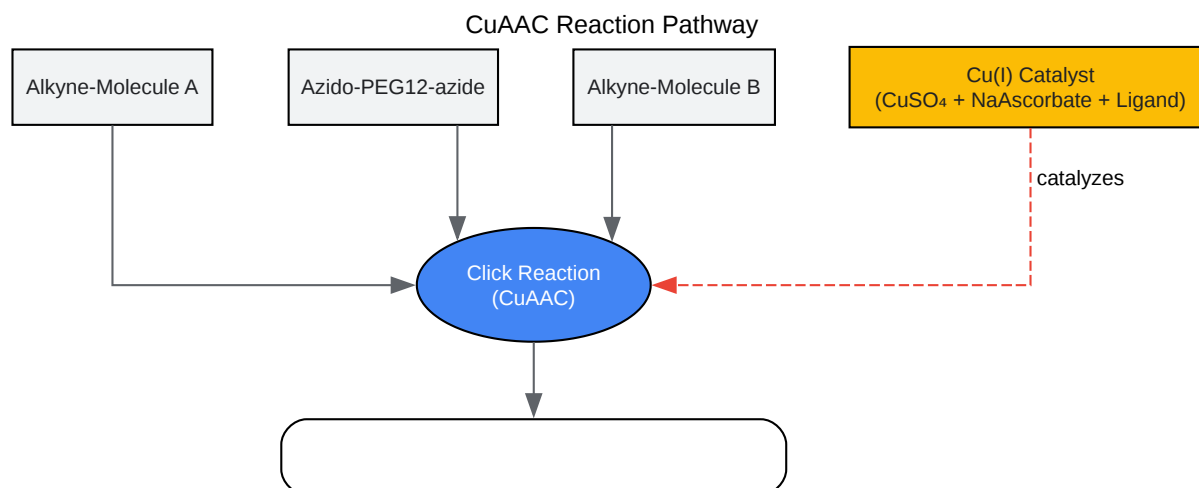 CuAAC Reaction Pathway
Alkyne-Molecule A
Azido-PEG12-azide
Alkyne-Molecule B
Cu(I) Catalyst
(CuSO₄ + NaAscorbate + Ligand)
catalyzes
Click Reaction
(CuAAC)